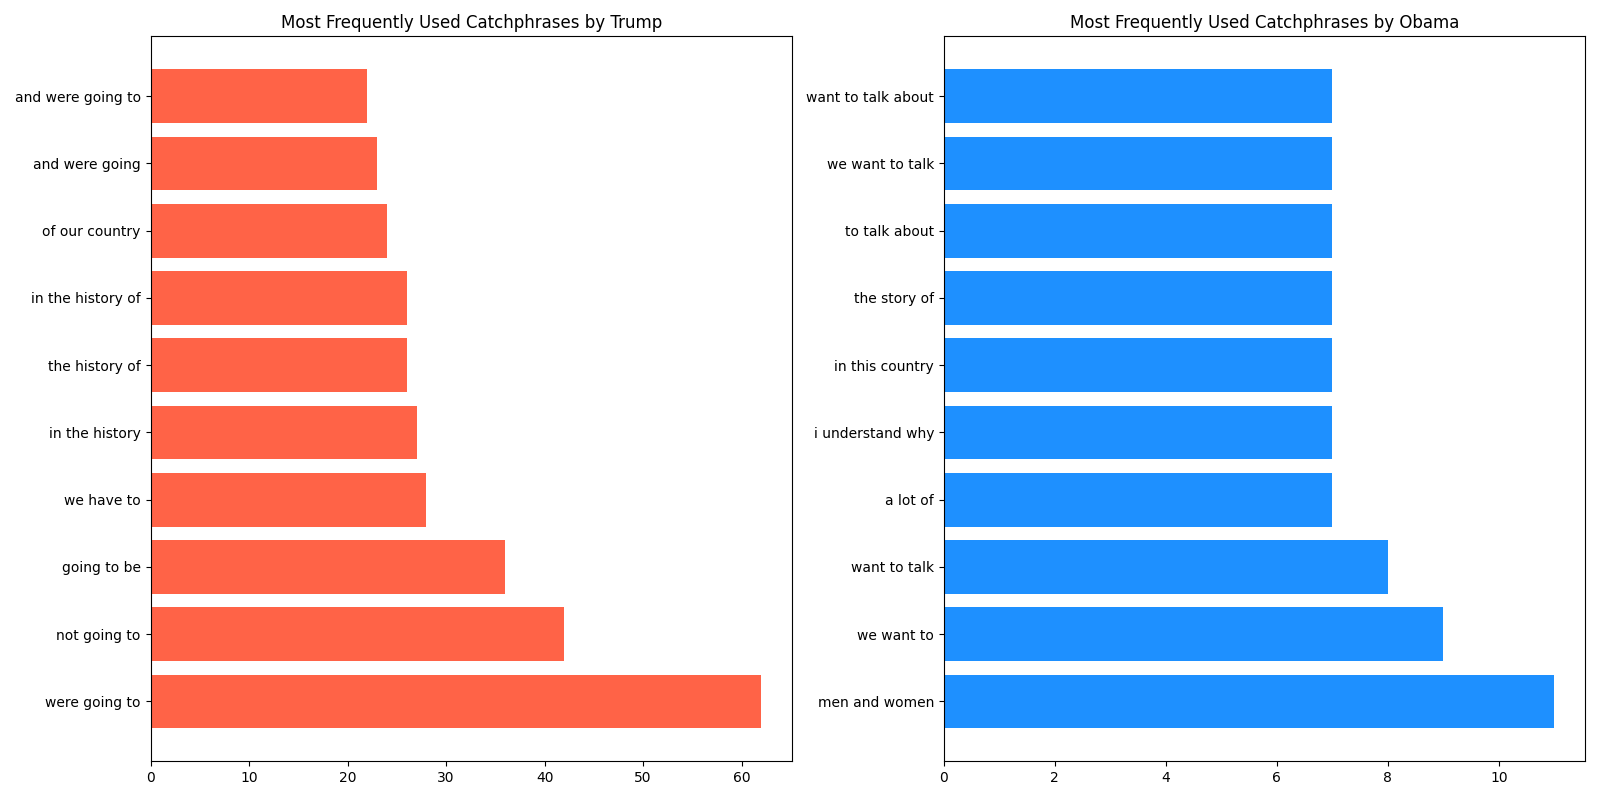 Most Frequently Used Catchphrases by Trump
and were going to
and were going
of our country
in the history of
the history of
in the history
we have to
going to be
not going to
were going to
0 10 20 30 40 50 60
Most Frequently Used Catchphrases by Obama
want to talk about
we want to talk
to talk about
the story of
in this country
i understand why
a lot of
want to talk
we want to
men and women
0 2 4 6 8 10